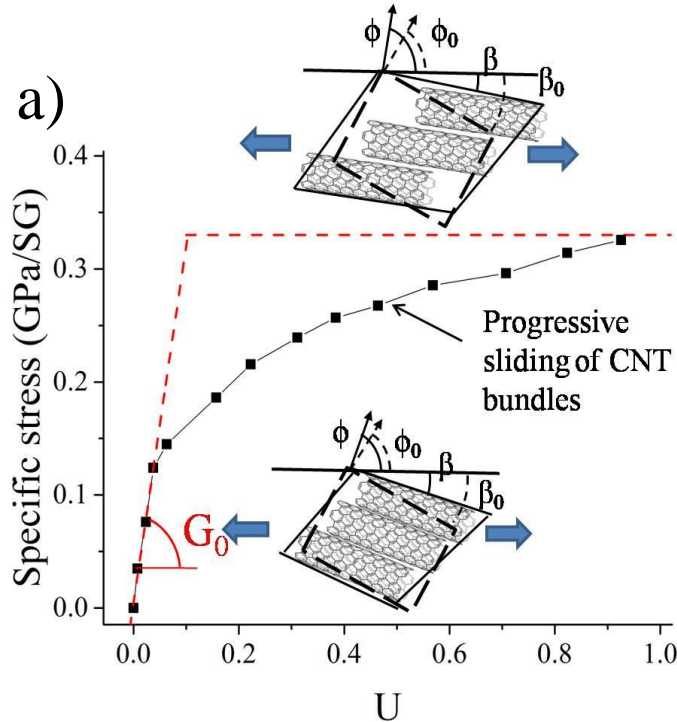 a)
ϕ
ϕ₀
β
β₀
0.4
0.3
0.2
0.1
0.0
Specific stress (GPa/SG)
Progressive
sliding of CNT
bundles
ϕ
ϕ₀
β
β₀
G₀
0.0 0.2 0.4 0.6 0.8 1.0
U